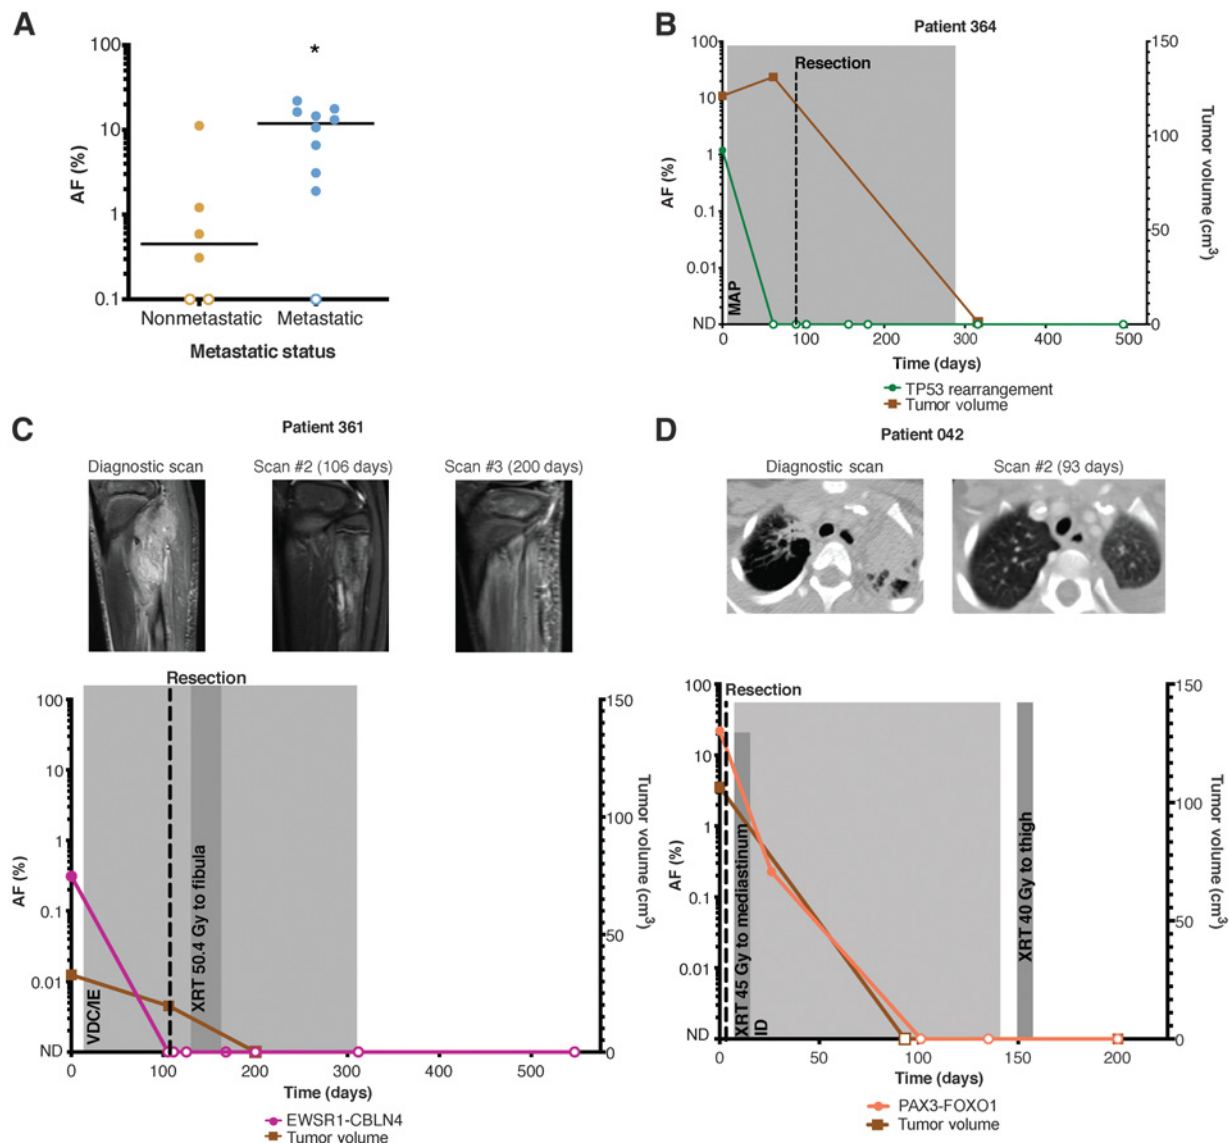 A
100
10
1
0.1
AF (%)
*
Nonmetastatic
Metastatic
Metastatic status
B
Patient 364
100
10
1
0.1
0.01
ND
AF (%)
Resection
MAP
150
100
50
0
Tumor volume (cm3)
0 100 200 300 400 500
Time (days)
TP53 rearrangement
Tumor volume
C
Patient 361
Diagnostic scan
Scan #2 (106 days)
Scan #3 (200 days)
Resection
100
10
1
0.1
0.01
ND
AF (%)
VDC/IE
XRT 50.4 Gy to fibula
150
100
50
0
Tumor volume (cm3)
0 100 200 300 400 500
Time (days)
EWSR1-CBLN4
Tumor volume
D
Patient 042
Diagnostic scan
Scan #2 (93 days)
Resection
100
10
1
0.1
0.01
ND
AF (%)
XRT 45 Gy to mediastinum
ID
XRT 40 Gy to thigh
150
100
50
0
Tumor volume (cm3)
0 50 100 150 200
Time (days)
PAX3-FOXO1
Tumor volume